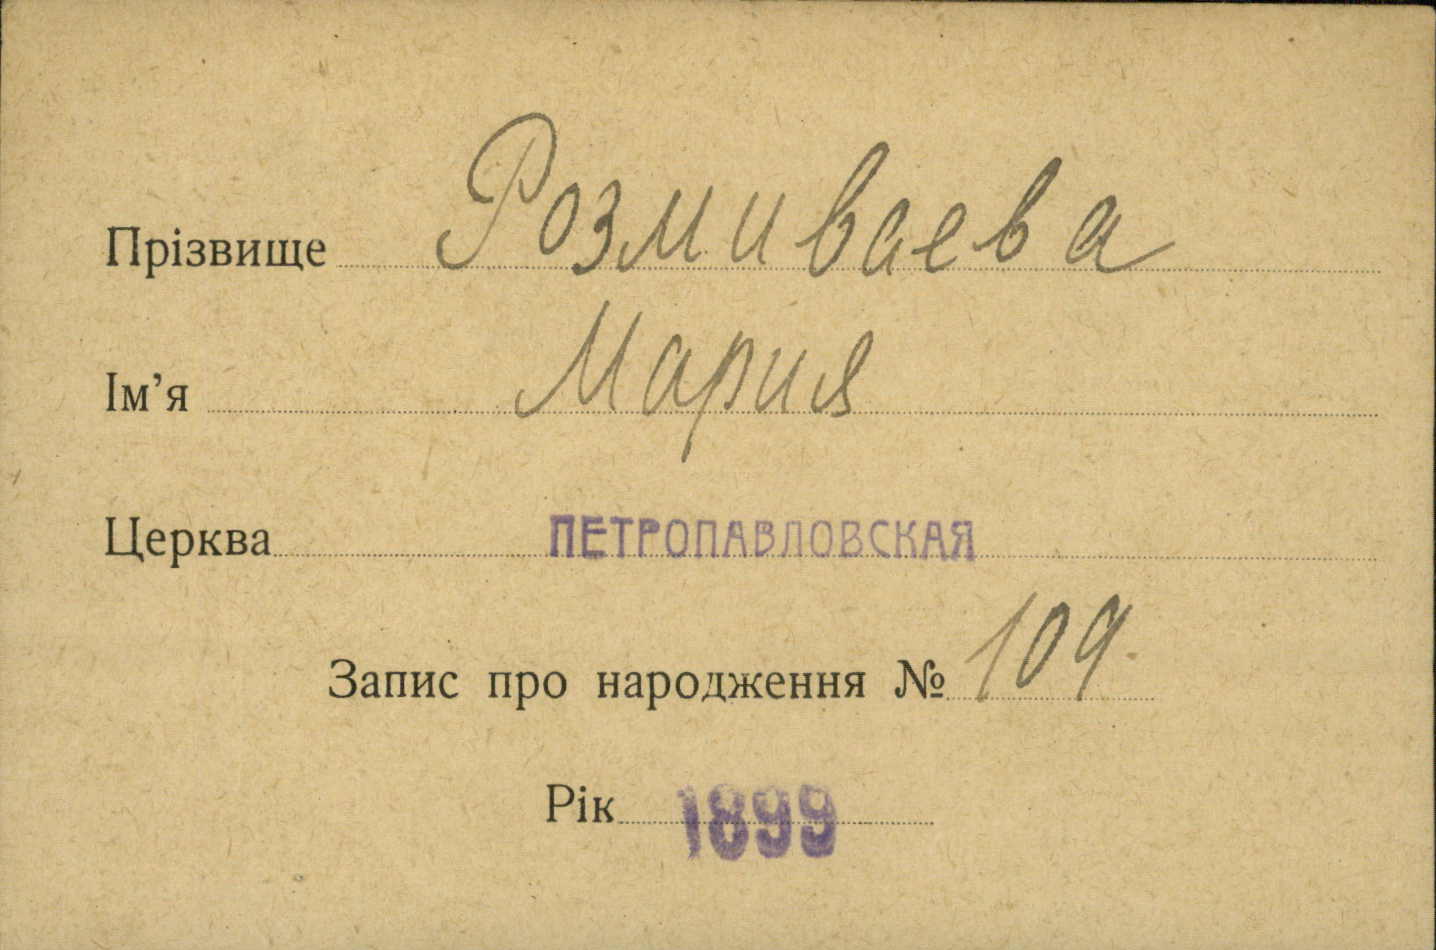 Прізвище Розмиваева
Ім’я Мария
Церква ПЕТРОПАВЛОВСКАЯ
Запис про народження № 109.
Рік 1899